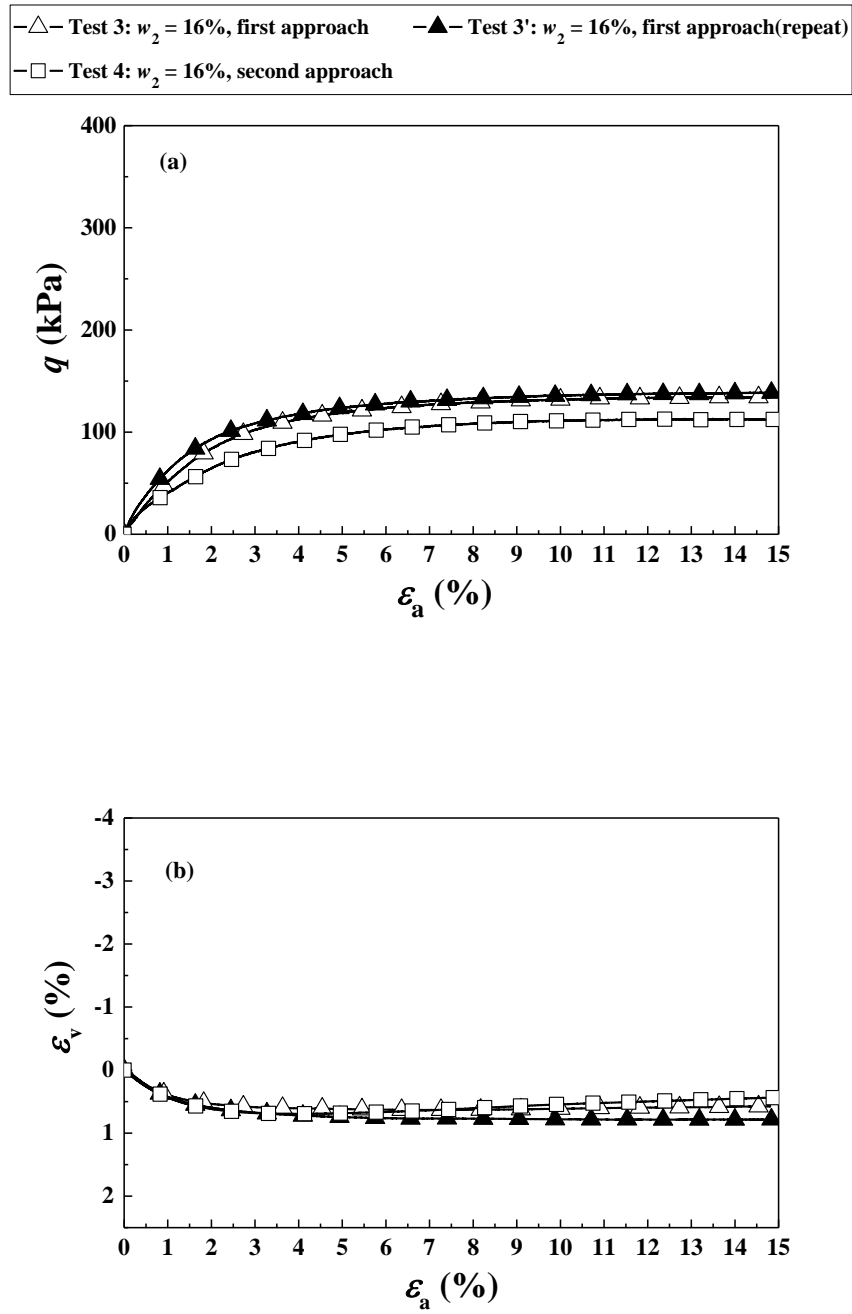 Test 3: w2 = 16%, first approach Test 3': w2 = 16%, first approach(repeat)
Test 4: w2 = 16%, second approach
400
(a)
300
q (kPa)
200
100
0
0 1 2 3 4 5 6 7 8 9 10 11 12 13 14 15
εa (%)
-4
(b)
-3
-2
-1
εv (%)
0
1
2
0 1 2 3 4 5 6 7 8 9 10 11 12 13 14 15
εa (%)